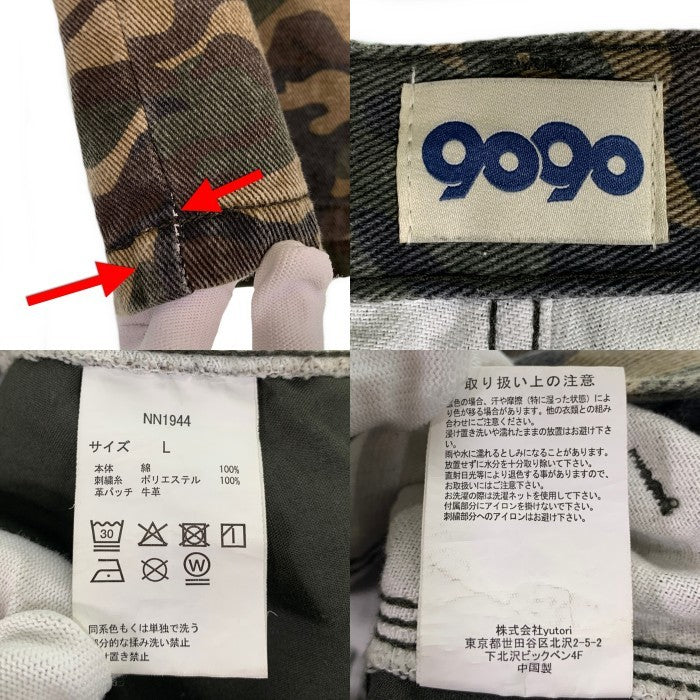 9090
NN1944
サイズ L
本体 綿 100%
刺繍糸 ポリエステル 100%
革パッチ 牛革
30
1
W
同系色もくは単独で洗う
部分的な揉み洗い禁止
け置き禁止
取り扱い上の注意
色の場合、汗や摩擦（特に湿った状態）によ
り色が移る場合があります。他の衣類との組み
合わせにご注意ください。
浸け置き洗いや濡れたままの放置はお避け下さい。
雨や水に濡れるとしみになることがあります。
放置せずに水分を十分取り除いて下さい。
直射日光等により退色する事がありますので、
お取扱いにはご注意下さい。
お洗濯の際は洗濯ネットを使用して下さい。
付属部分にアイロンを掛けないで下さい。
刺繍部分へのアイロンはお避け下さい。
株式会社yutori
東京都世田谷区北沢2-5-2
下北沢ビックベン4F
中国製